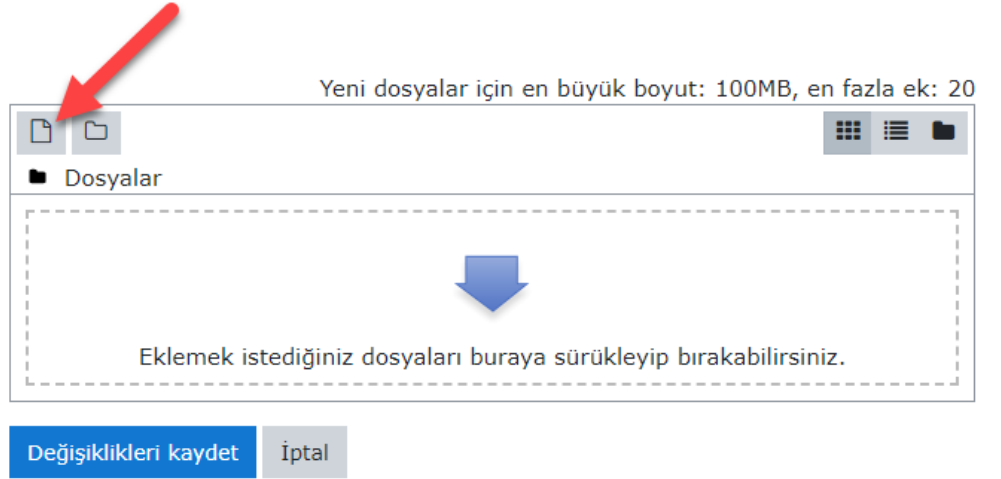 Yeni dosyalar için en büyük boyut: 100MB, en fazla ek: 20
Dosyalar
Eklemek istediğiniz dosyaları buraya sürükleyip bırakabilirsiniz.
Değişiklikleri kaydet İptal